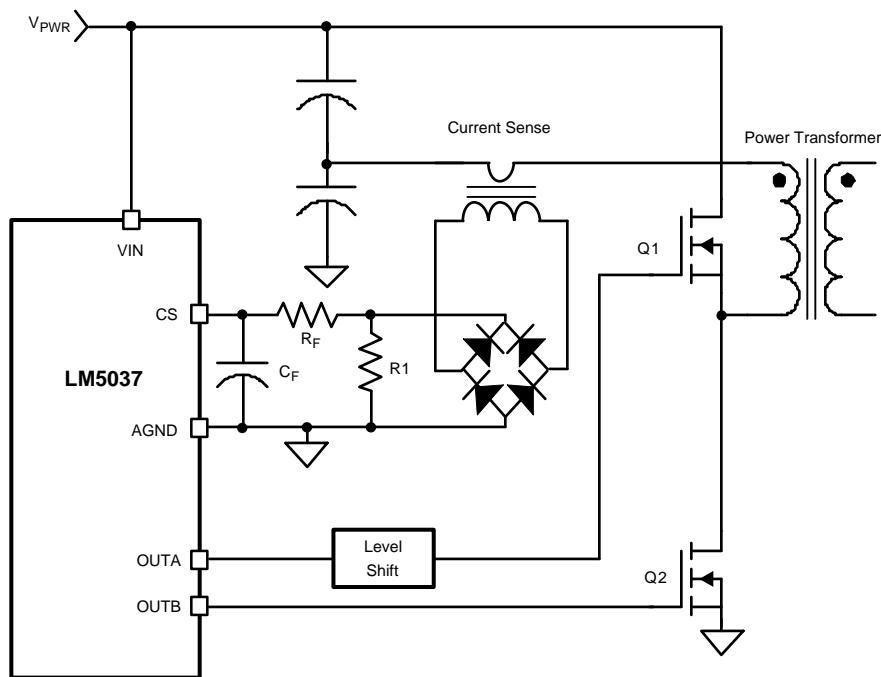 VPWR
Current Sense
Power Transformer
VIN
Q1
CS
RF
R1
CF
LM5037
AGND
OUTA
Level
Shift
Q2
OUTB